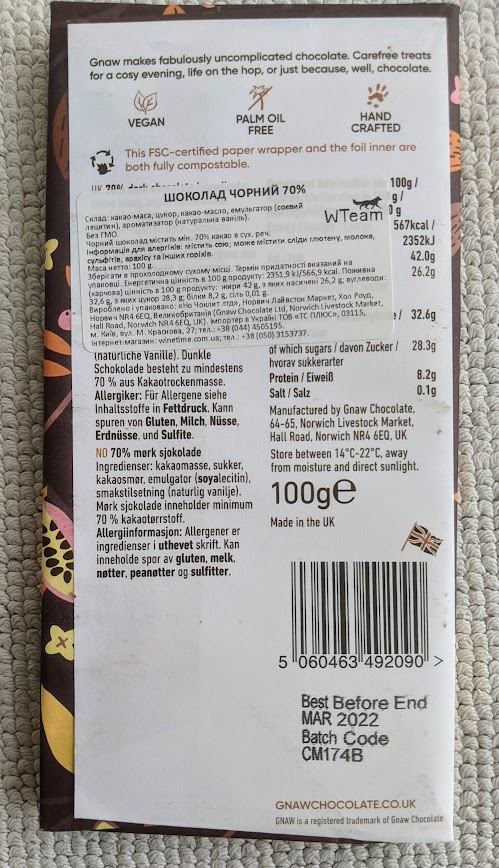 Gnaw makes fabulously uncomplicated chocolate. Carefree treats
for a cosy evening, life on the hop, or just because, well, chocolate.
VEGAN
PALM OIL
FREE
HAND
CRAFTED
This FSC-certified paper wrapper and the foil inner are
both fully compostable.
ШОКОЛАД ЧОРНИЙ 70%
WTeam
Склад: какао-маса, цукор, какао-масло, емульгатор (соєвий
лецитин), ароматизатор (натуральна ваніль).
Без ГМО.
Чорний шоколад містить мін. 70% какао в сух. реч.
Інформація для алергіків: містить сою; може містити сліди глютену, молока,
сульфітів, арахісу та інших горіхів.
Маса нетто: 100 g.
Зберігати в прохолодному сухому місці. Термін придатності вказаний на
упаковці. Енергетична цінність в 100 g продукту: 2351,9 kJ/566,9 kcal. Поживна
(харчова) цінність в 100 g продукту: жири 42 g, з яких насичені 26,2 g; вуглеводи:
32,6 g, з яких цукор 28,3 g; білки 8,2 g, сіль 0,01 g.
Вироблено і упаковано: «Но Чоклит лтд», Норвич Лайвсток Маркет, Хол Роуд,
Норвич NR4 6EQ, Великобританія (Gnaw Chocolate Ltd, Norwich Livestock Market,
Hall Road, Norwich NR4 6EQ, UK). Імпортер в Україні ТОВ «ТС ПЛЮС», 03115,
м. Київ, вул. М. Краснова, 27; тел.: +38 (044) 4505195.
Інтернет-магазин: winetime.com.ua; тел.: +38 (050) 3153737.
100g/
g/
0 g
567kcal /
2352kJ
42.0g
26.2g
32.6g
(natürliche Vanille). Dunkle
Schokolade besteht zu mindestens
70 % aus Kakaotrockenmasse.
Allergiker: Für Allergene siehe
Inhaltsstoffe in Fettdruck. Kann
spuren von Gluten, Milch, Nüsse,
Erdnüsse, und Sulfite.
NO 70% mørk sjokolade
Ingredienser: kakaomasse, sukker,
kakaosmør, emulgator (soyalecitin),
smakstilsetning (naturlig vanilje).
Mørk sjokolade inneholder minimum
70 % kakaotørrstoff.
Allergiinformasjon: Allergener er
ingredienser i uthevet skrift. Kan
inneholde spor av gluten, melk,
nøtter, peanøtter og sulfitter.
of which sugars / davon Zucker / 28.3g
hvorav sukkerarter
Protein / Eiweiß 8.2g
Salt / Salz 0.1g
Manufactured by Gnaw Chocolate,
64-65, Norwich Livestock Market,
Hall Road, Norwich NR4 6EQ, UK
Store between 14°C-22°C, away
from moisture and direct sunlight.
100g℮
Made in the UK
5 060463 492090 >
Best Before End
MAR 2022
Batch Code
CM174B
GNAWCHOCOLATE.CO.UK
GNAW is a registered trademark of Gnaw Chocolate